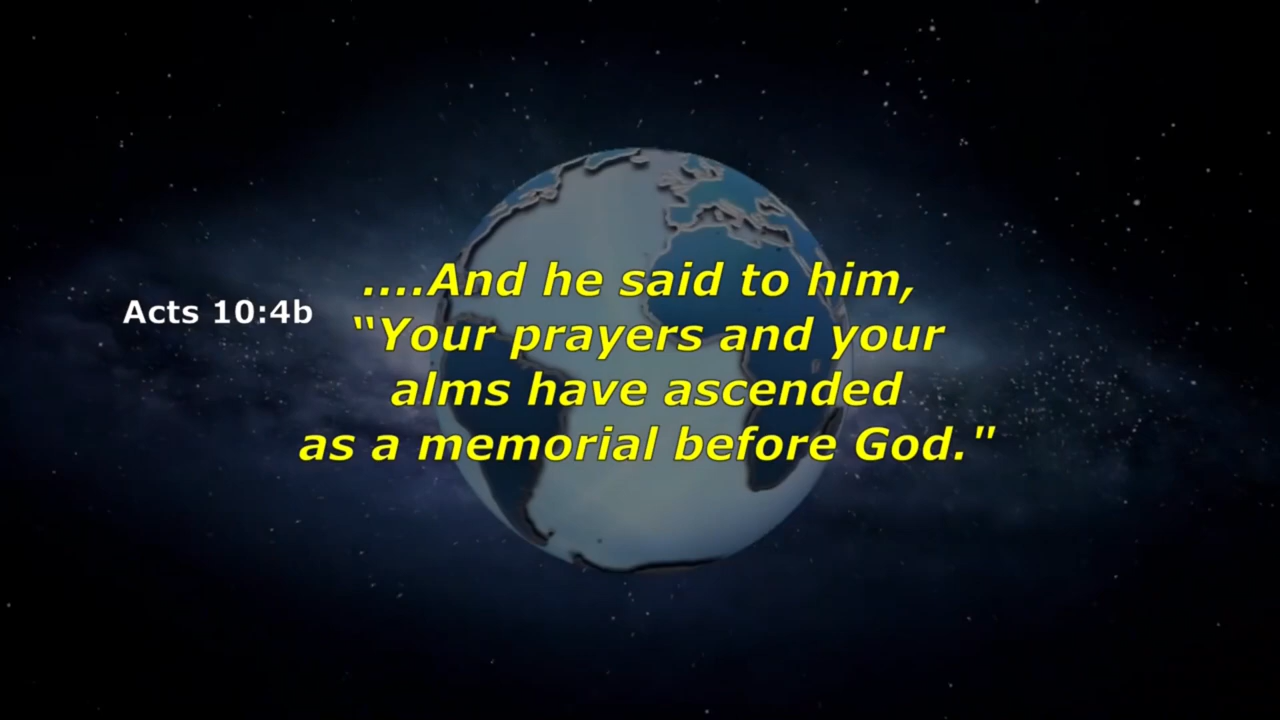 Acts 10:4b
....And he said to him,
“Your prayers and your
alms have ascended
as a memorial before God."